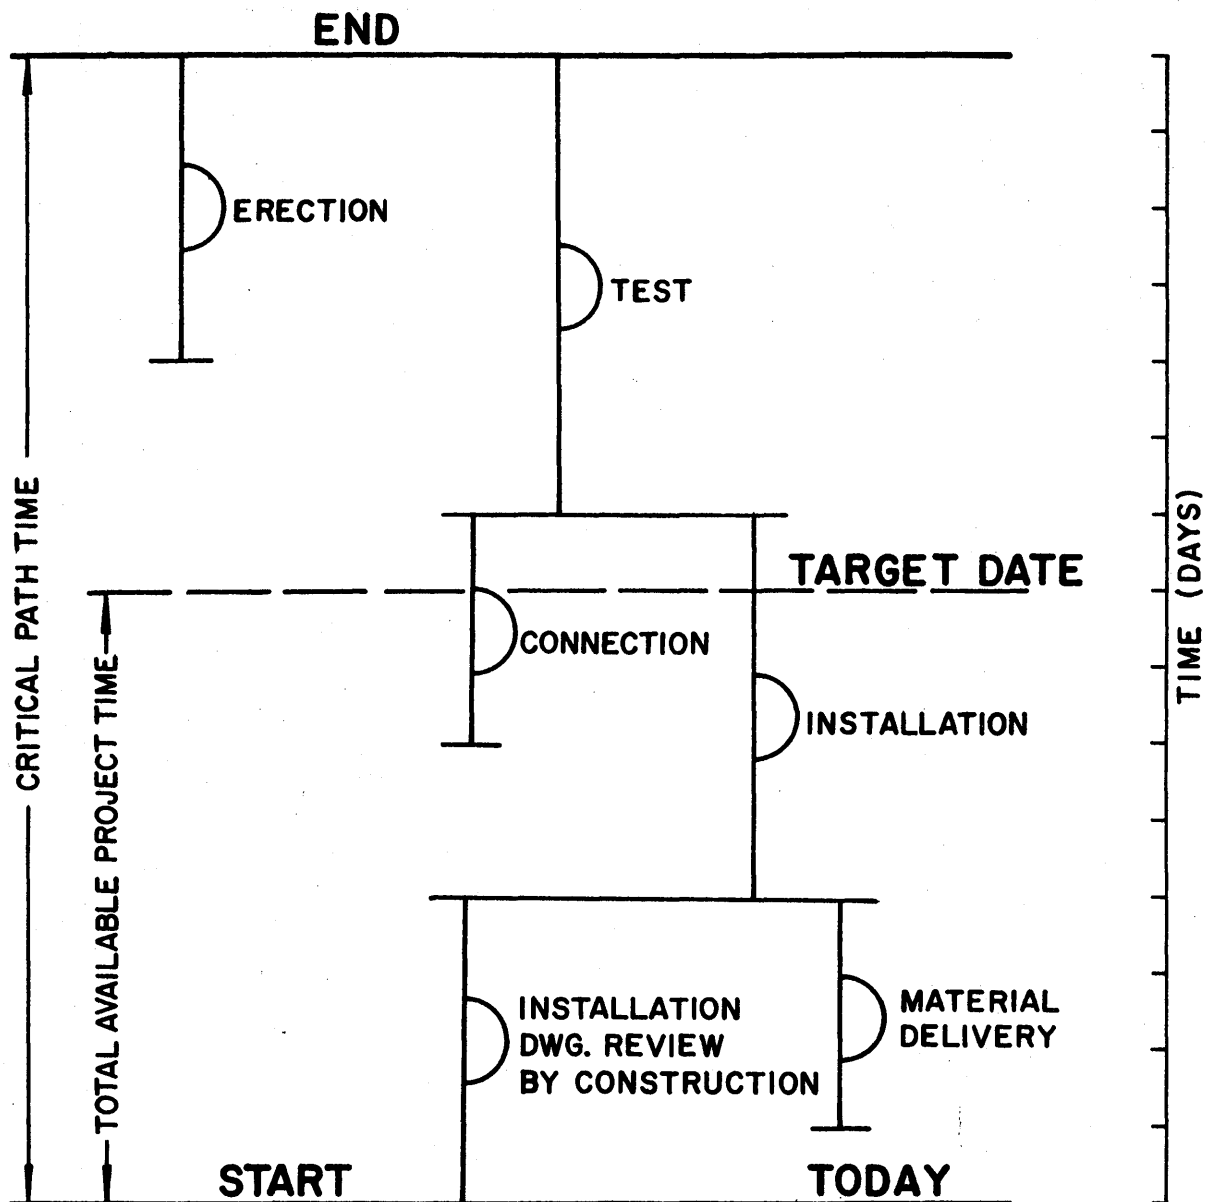 END
ERECTION
TEST
TARGET DATE
CONNECTION
INSTALLATION
CRITICAL PATH TIME
TOTAL AVAILABLE PROJECT TIME
TIME (DAYS)
INSTALLATION
DWG. REVIEW
BY CONSTRUCTION
MATERIAL
DELIVERY
START
TODAY